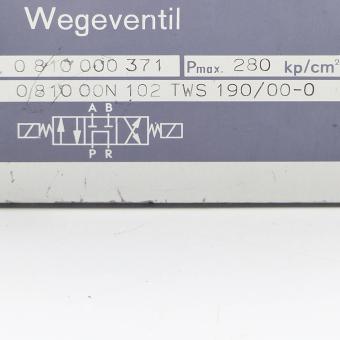 Wegeventil
0 810 000 371 Pmax. 280 kp/cm²
0 810 00N 102 TWS 190/00-0
A B
P R